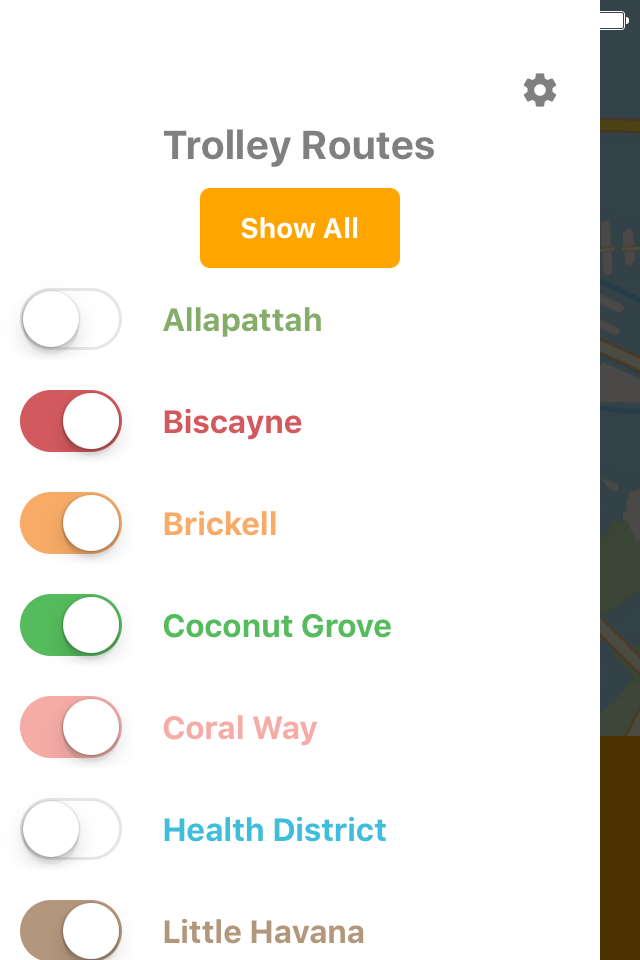 Trolley Routes
Show All
Allapattah
Biscayne
Brickell
Coconut Grove
Coral Way
Health District
Little Havana